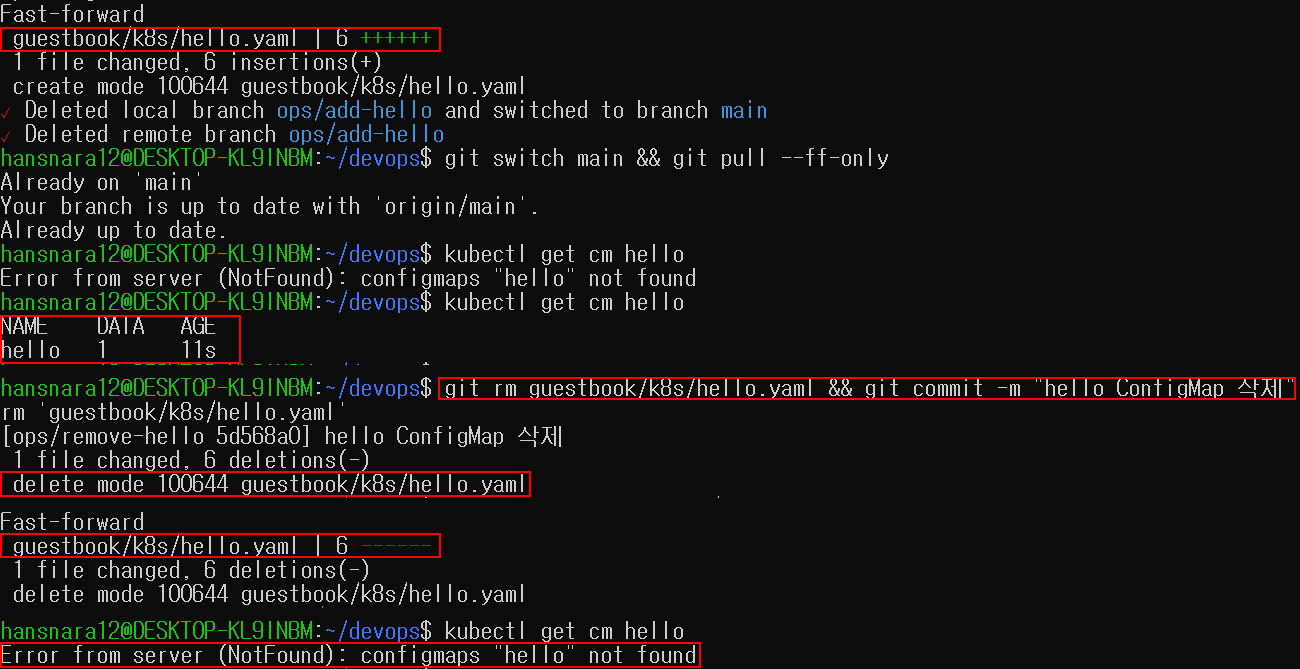 Fast-forward
 guestbook/k8s/hello.yaml | 6 ++++++
 1 file changed, 6 insertions(+)
 create mode 100644 guestbook/k8s/hello.yaml
✓ Deleted local branch ops/add-hello and switched to branch main
✓ Deleted remote branch ops/add-hello
hansnara12@DESKTOP-KL9INBM:~/devops$ git switch main && git pull --ff-only
Already on 'main'
Your branch is up to date with 'origin/main'.
Already up to date.
hansnara12@DESKTOP-KL9INBM:~/devops$ kubectl get cm hello
Error from server (NotFound): configmaps "hello" not found
hansnara12@DESKTOP-KL9INBM:~/devops$ kubectl get cm hello
NAME    DATA   AGE
hello   1      11s
hansnara12@DESKTOP-KL9INBM:~/devops$ git rm guestbook/k8s/hello.yaml && git commit -m "hello ConfigMap 삭제"
rm 'guestbook/k8s/hello.yaml'
[ops/remove-hello 5d568a0] hello ConfigMap 삭제
 1 file changed, 6 deletions(-)
 delete mode 100644 guestbook/k8s/hello.yaml
Fast-forward
 guestbook/k8s/hello.yaml | 6 ------
 1 file changed, 6 deletions(-)
 delete mode 100644 guestbook/k8s/hello.yaml
hansnara12@DESKTOP-KL9INBM:~/devops$ kubectl get cm hello
Error from server (NotFound): configmaps "hello" not found